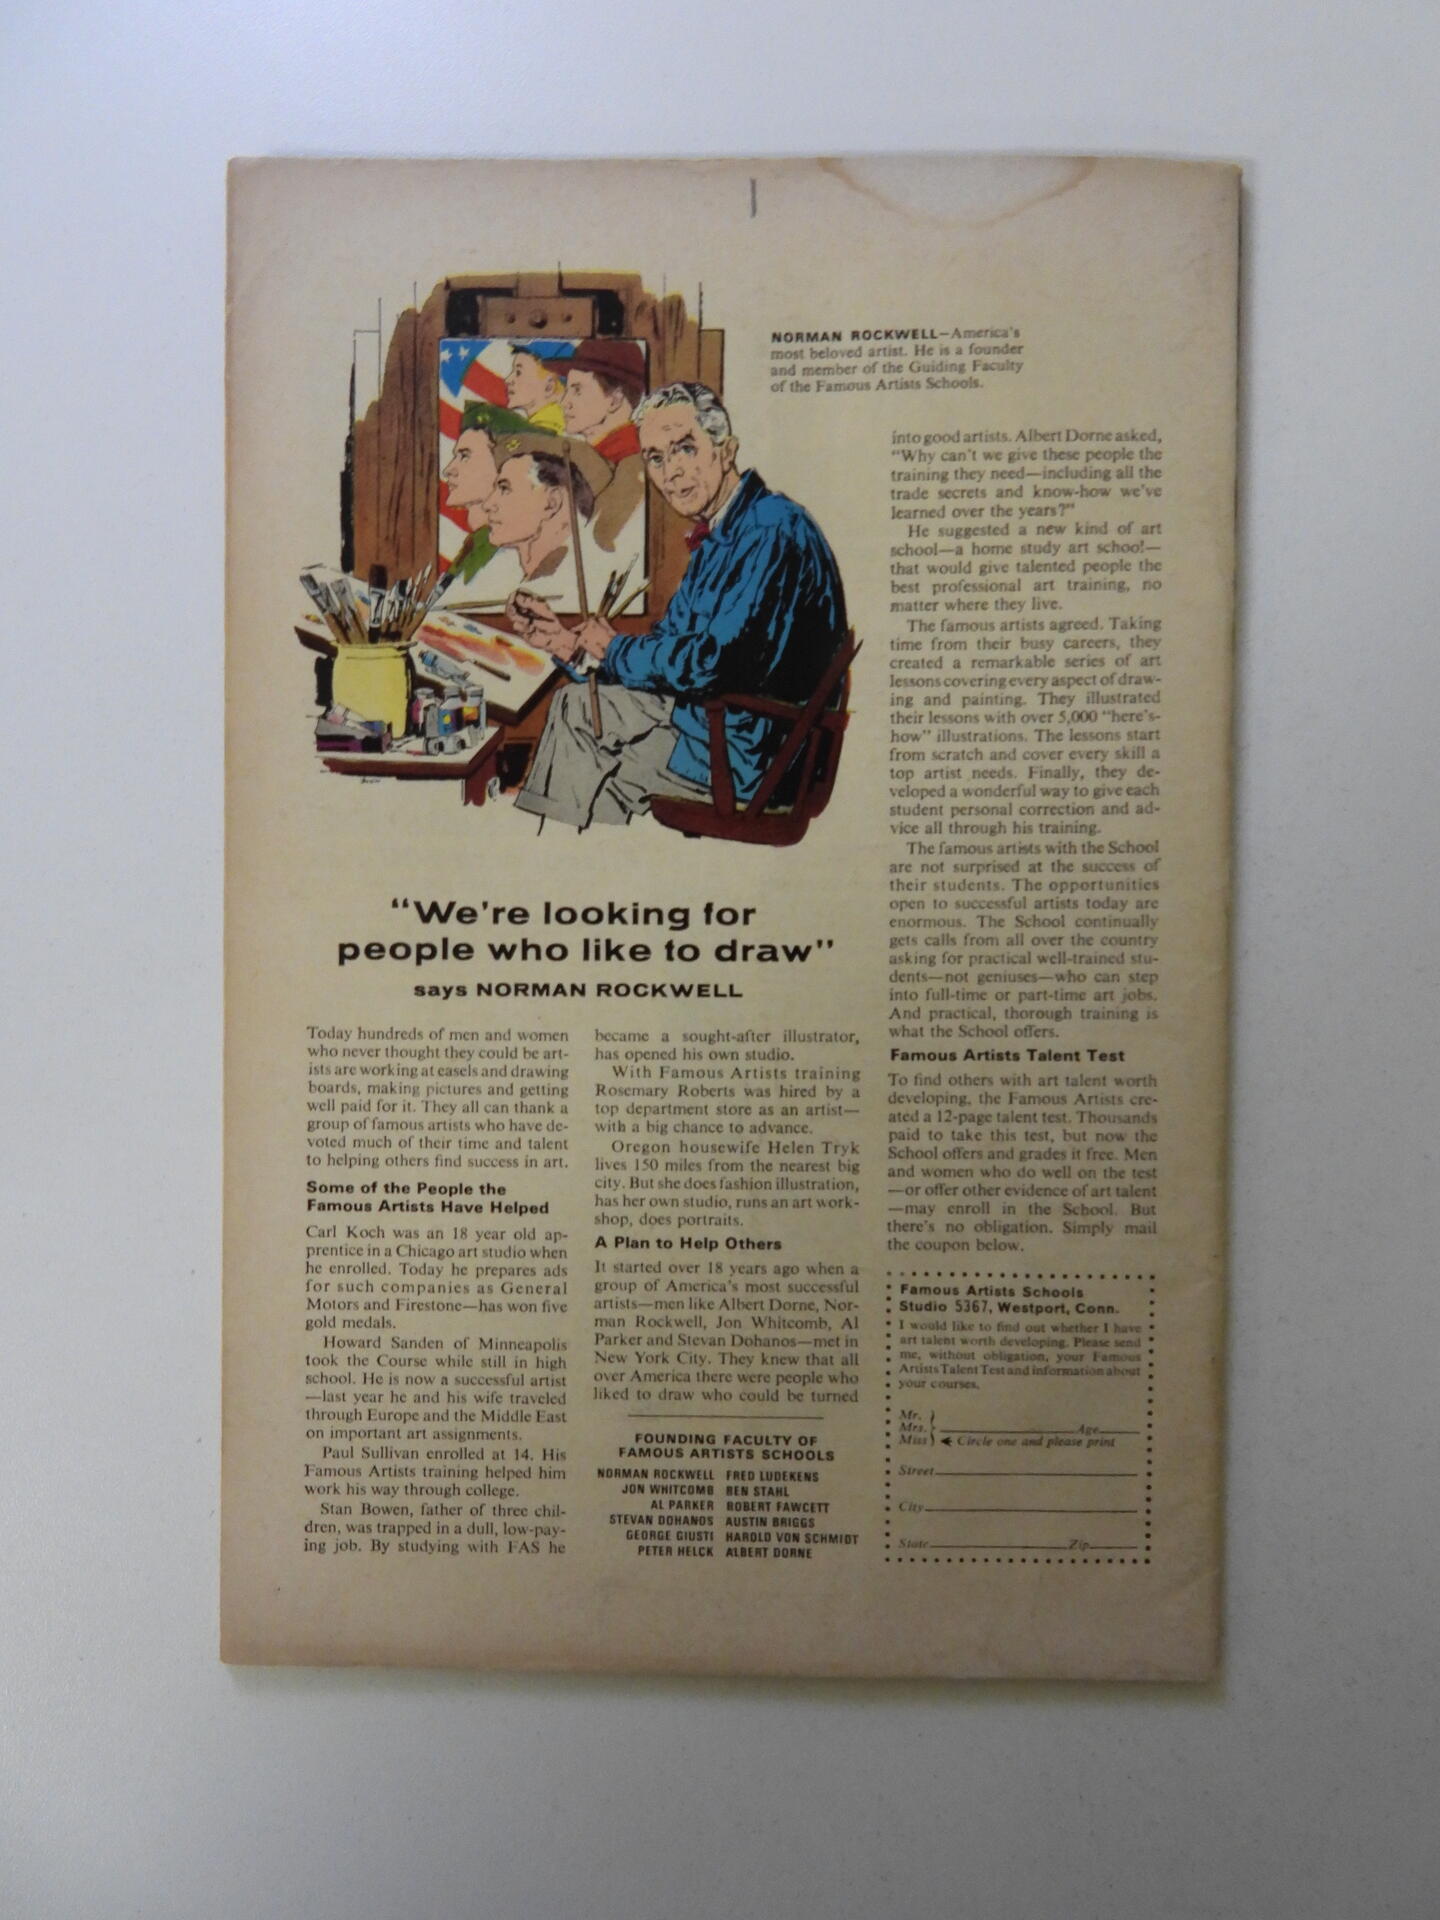 NORMAN ROCKWELL—America's
most beloved artist. He is a founder
and member of the Guiding Faculty
of the Famous Artists Schools.
"We're looking for
people who like to draw"
says NORMAN ROCKWELL
Today hundreds of men and women
who never thought they could be art-
ists are working at easels and drawing
boards, making pictures and getting
well paid for it. They all can thank a
group of famous artists who have de-
voted much of their time and talent
to helping others find success in art.
Some of the People the
Famous Artists Have Helped
Carl Koch was an 18 year old ap-
prentice in a Chicago art studio when
he enrolled. Today he prepares ads
for such companies as General
Motors and Firestone—has won five
gold medals.
Howard Sanden of Minneapolis
took the Course while still in high
school. He is now a successful artist
—last year he and his wife traveled
through Europe and the Middle East
on important art assignments.
Paul Sullivan enrolled at 14. His
Famous Artists training helped him
work his way through college.
Stan Bowen, father of three chil-
dren, was trapped in a dull, low-pay-
ing job. By studying with FAS he
became a sought-after illustrator,
has opened his own studio.
With Famous Artists training
Rosemary Roberts was hired by a
top department store as an artist—
with a big chance to advance.
Oregon housewife Helen Tryk
lives 150 miles from the nearest big
city. But she does fashion illustration,
has her own studio, runs an art work-
shop, does portraits.
A Plan to Help Others
It started over 18 years ago when a
group of America's most successful
artists—men like Albert Dorne, Nor-
man Rockwell, Jon Whitcomb, Al
Parker and Stevan Dohanos—met in
New York City. They knew that all
over America there were people who
liked to draw who could be turned
into good artists. Albert Dorne asked,
"Why can't we give these people the
training they need—including all the
trade secrets and know-how we've
learned over the years?"
He suggested a new kind of art
school—a home study art school—
that would give talented people the
best professional art training, no
matter where they live.
The famous artists agreed. Taking
time from their busy careers, they
created a remarkable series of art
lessons covering every aspect of draw-
ing and painting. They illustrated
their lessons with over 5,000 "here's-
how" illustrations. The lessons start
from scratch and cover every skill a
top artist needs. Finally, they de-
veloped a wonderful way to give each
student personal correction and ad-
vice all through his training.
The famous artists with the School
are not surprised at the success of
their students. The opportunities
open to successful artists today are
enormous. The School continually
gets calls from all over the country
asking for practical well-trained stu-
dents—not geniuses—who can step
into full-time or part-time art jobs.
And practical, thorough training is
what the School offers.
Famous Artists Talent Test
To find others with art talent worth
developing, the Famous Artists cre-
ated a 12-page talent test. Thousands
paid to take this test, but now the
School offers and grades it free. Men
and women who do well on the test
—or offer other evidence of art talent
—may enroll in the School. But
there's no obligation. Simply mail
the coupon below.
FOUNDING FACULTY OF
FAMOUS ARTISTS SCHOOLS
NORMAN ROCKWELL FRED LUDEKENS
JON WHITCOMB BEN STAHL
AL PARKER ROBERT FAWCETT
STEVAN DOHANOS AUSTIN BRIGGS
GEORGE GIUSTI HAROLD VON SCHMIDT
PETER HELCK ALBERT DORNE
Famous Artists Schools
Studio 5367, Westport, Conn.
I would like to find out whether I have
art talent worth developing. Please send
me, without obligation, your Famous
Artists Talent Test and information about
your courses.
Mr.
Mrs. Age
Miss Circle one and please print
Street
City
State Zip